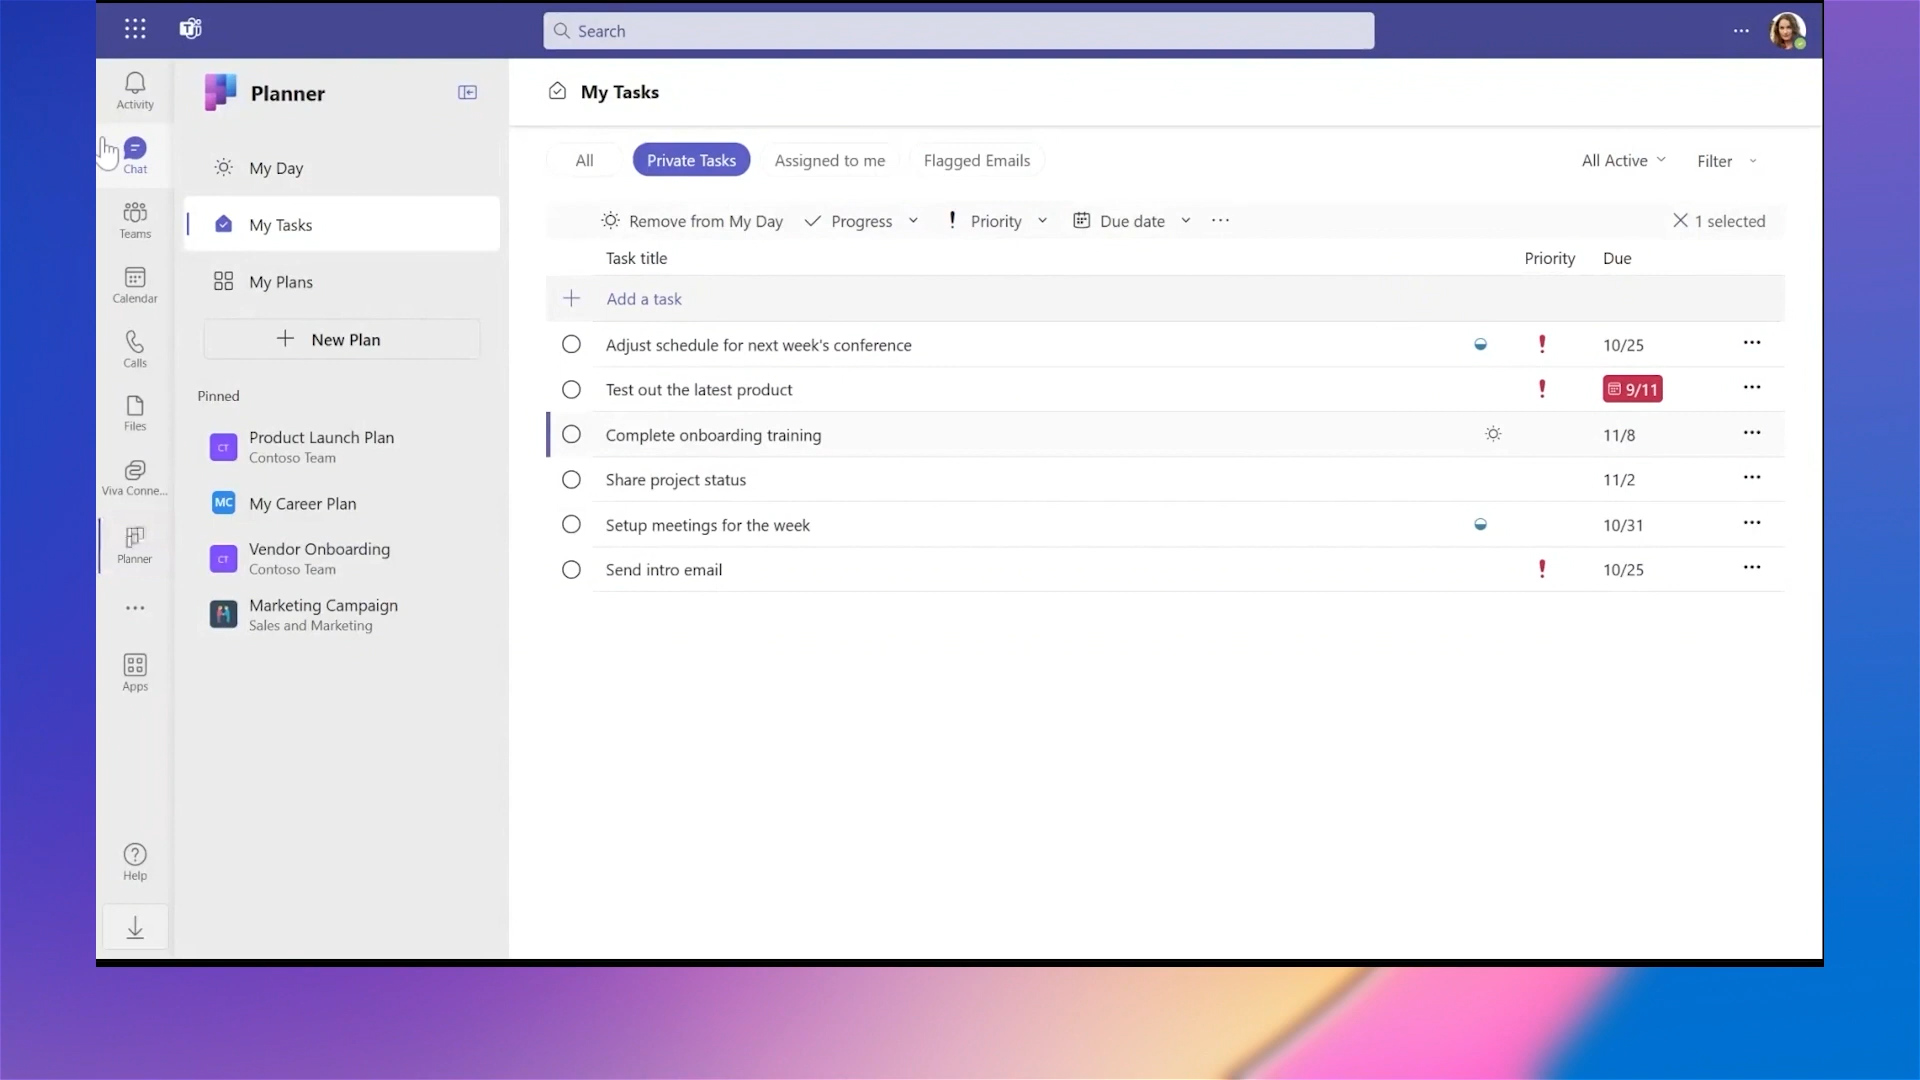 Search
Activity
Chat
Teams
Calendar
Calls
Files
Viva Conne...
Planner
Apps
Help
Planner
My Day
My Tasks
My Plans
New Plan
Pinned
CT
Product Launch Plan
Contoso Team
MC
My Career Plan
CT
Vendor Onboarding
Contoso Team
Marketing Campaign
Sales and Marketing
My Tasks
All Private Tasks Assigned to me Flagged Emails All Active Filter
Remove from My Day Progress Priority Due date 1 selected
Task title Priority Due
Add a task
Adjust schedule for next week's conference 10/25
Test out the latest product 9/11
Complete onboarding training 11/8
Share project status 11/2
Setup meetings for the week 10/31
Send intro email 10/25